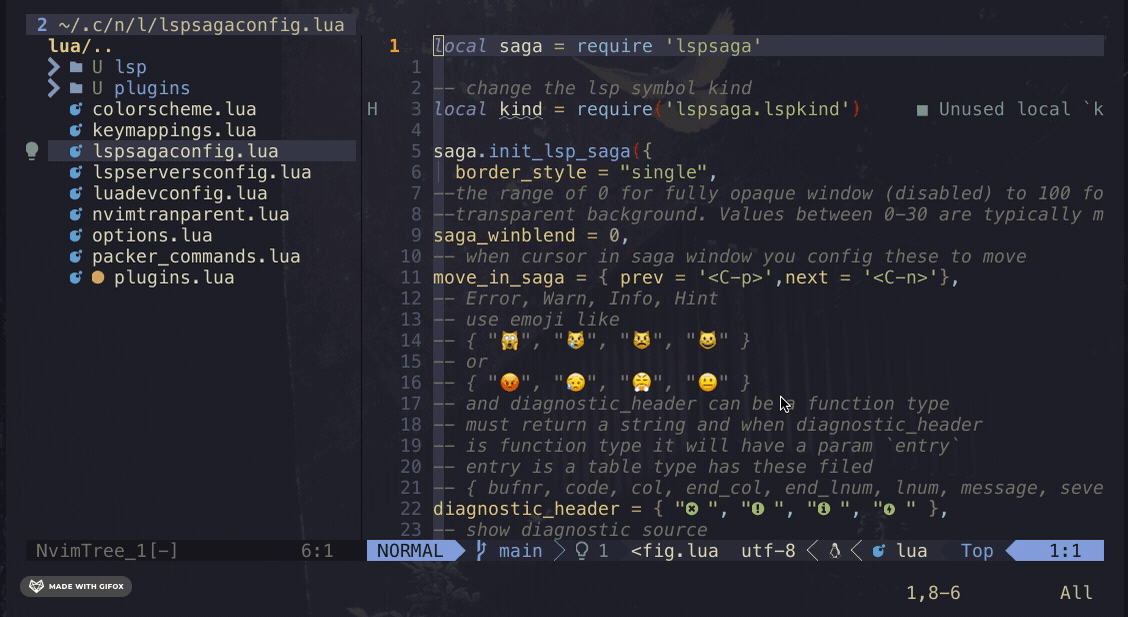 2 ~/.c/n/l/lspsagaconfig.lua
lua/..
U lsp
U plugins
colorscheme.lua
keymappings.lua
lspsagaconfig.lua
lspserversconfig.lua
luadevconfig.lua
nvimtranparent.lua
options.lua
packer_commands.lua
plugins.lua
NvimTree_1[-] 6:1
1 local saga = require 'lspsaga'
1
2 -- change the lsp symbol kind
H 3 local kind = require('lspsaga.lspkind') ■ Unused local `k
4
5 saga.init_lsp_saga({
6 border_style = "single",
7 --the range of 0 for fully opaque window (disabled) to 100 fo
8 --transparent background. Values between 0-30 are typically m
9 saga_winblend = 0,
10 -- when cursor in saga window you config these to move
11 move_in_saga = { prev = '<C-p>',next = '<C-n>'},
12 -- Error, Warn, Info, Hint
13 -- use emoji like
14 -- { "🙀", "😿", "😾", "😺" }
15 -- or
16 -- { "😡", "😥", "😤", "😐" }
17 -- and diagnostic_header can be a function type
18 -- must return a string and when diagnostic_header
19 -- is function type it will have a param `entry`
20 -- entry is a table type has these filed
21 -- { bufnr, code, col, end_col, end_lnum, lnum, message, seve
22 diagnostic_header = { " ", " ", " ", " " },
23 -- show diagnostic source
NORMAL main 1 <fig.lua utf-8 lua Top 1:1
MADE WITH GIFOX
1,8-6 All